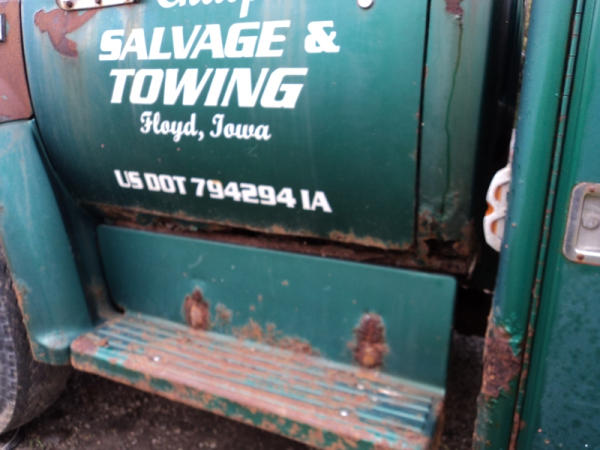 SALVAGE &
TOWING
Floyd, Iowa
US DOT 794294 IA